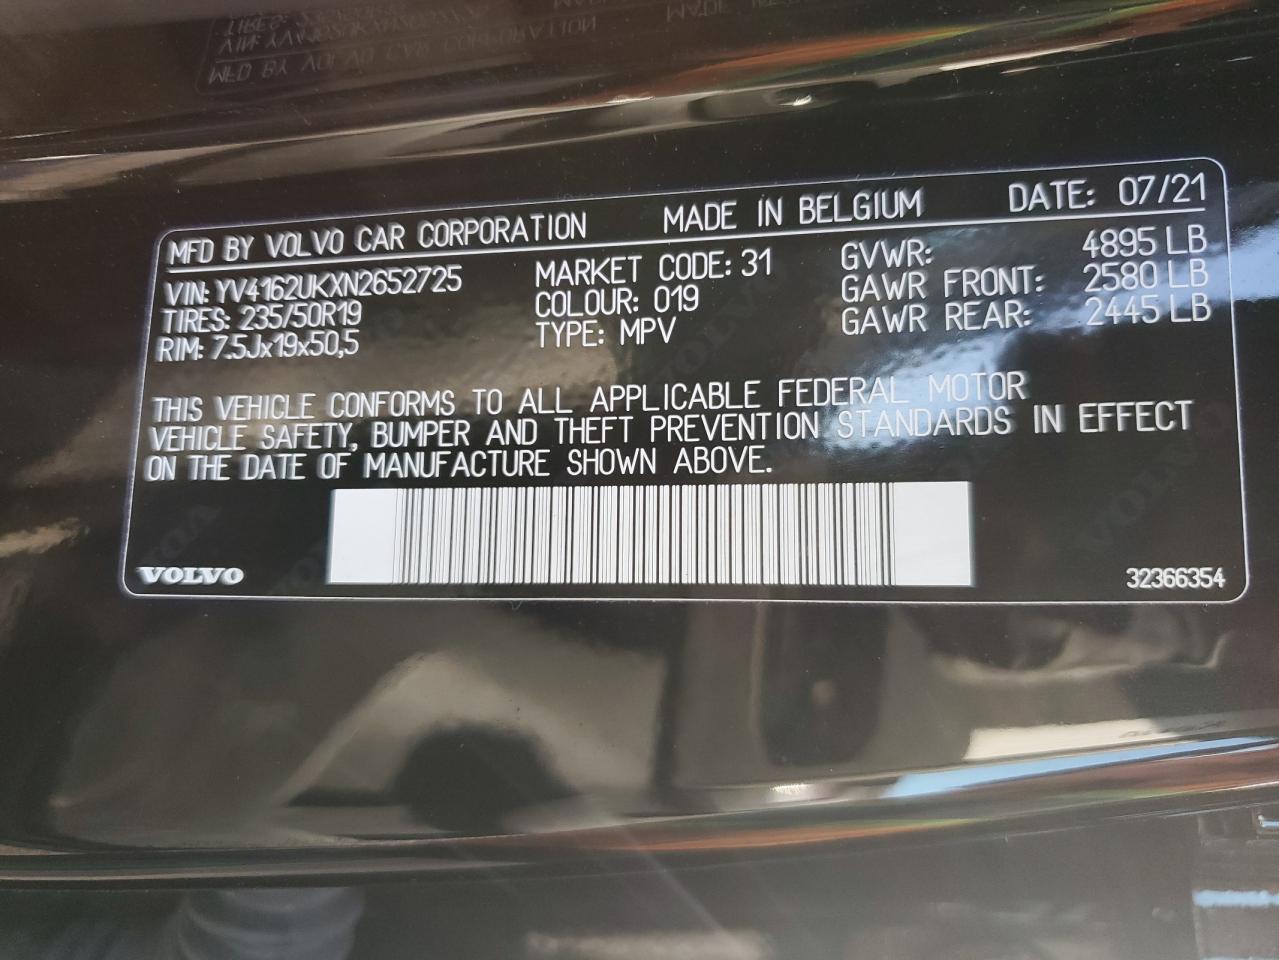 MFD BY VOLVO CAR CORPORATION MADE IN BELGIUM DATE: 07/21
VIN: YV4162UKXN2652725 MARKET CODE: 31 GVWR: 4895 LB
TIRES: 235/50R19 COLOUR: 019 GAWR FRONT: 2580 LB
RIM: 7.5Jx19x50,5 TYPE: MPV GAWR REAR: 2445 LB
THIS VEHICLE CONFORMS TO ALL APPLICABLE FEDERAL MOTOR
VEHICLE SAFETY, BUMPER AND THEFT PREVENTION STANDARDS IN EFFECT
ON THE DATE OF MANUFACTURE SHOWN ABOVE.
VOLVO 32366354